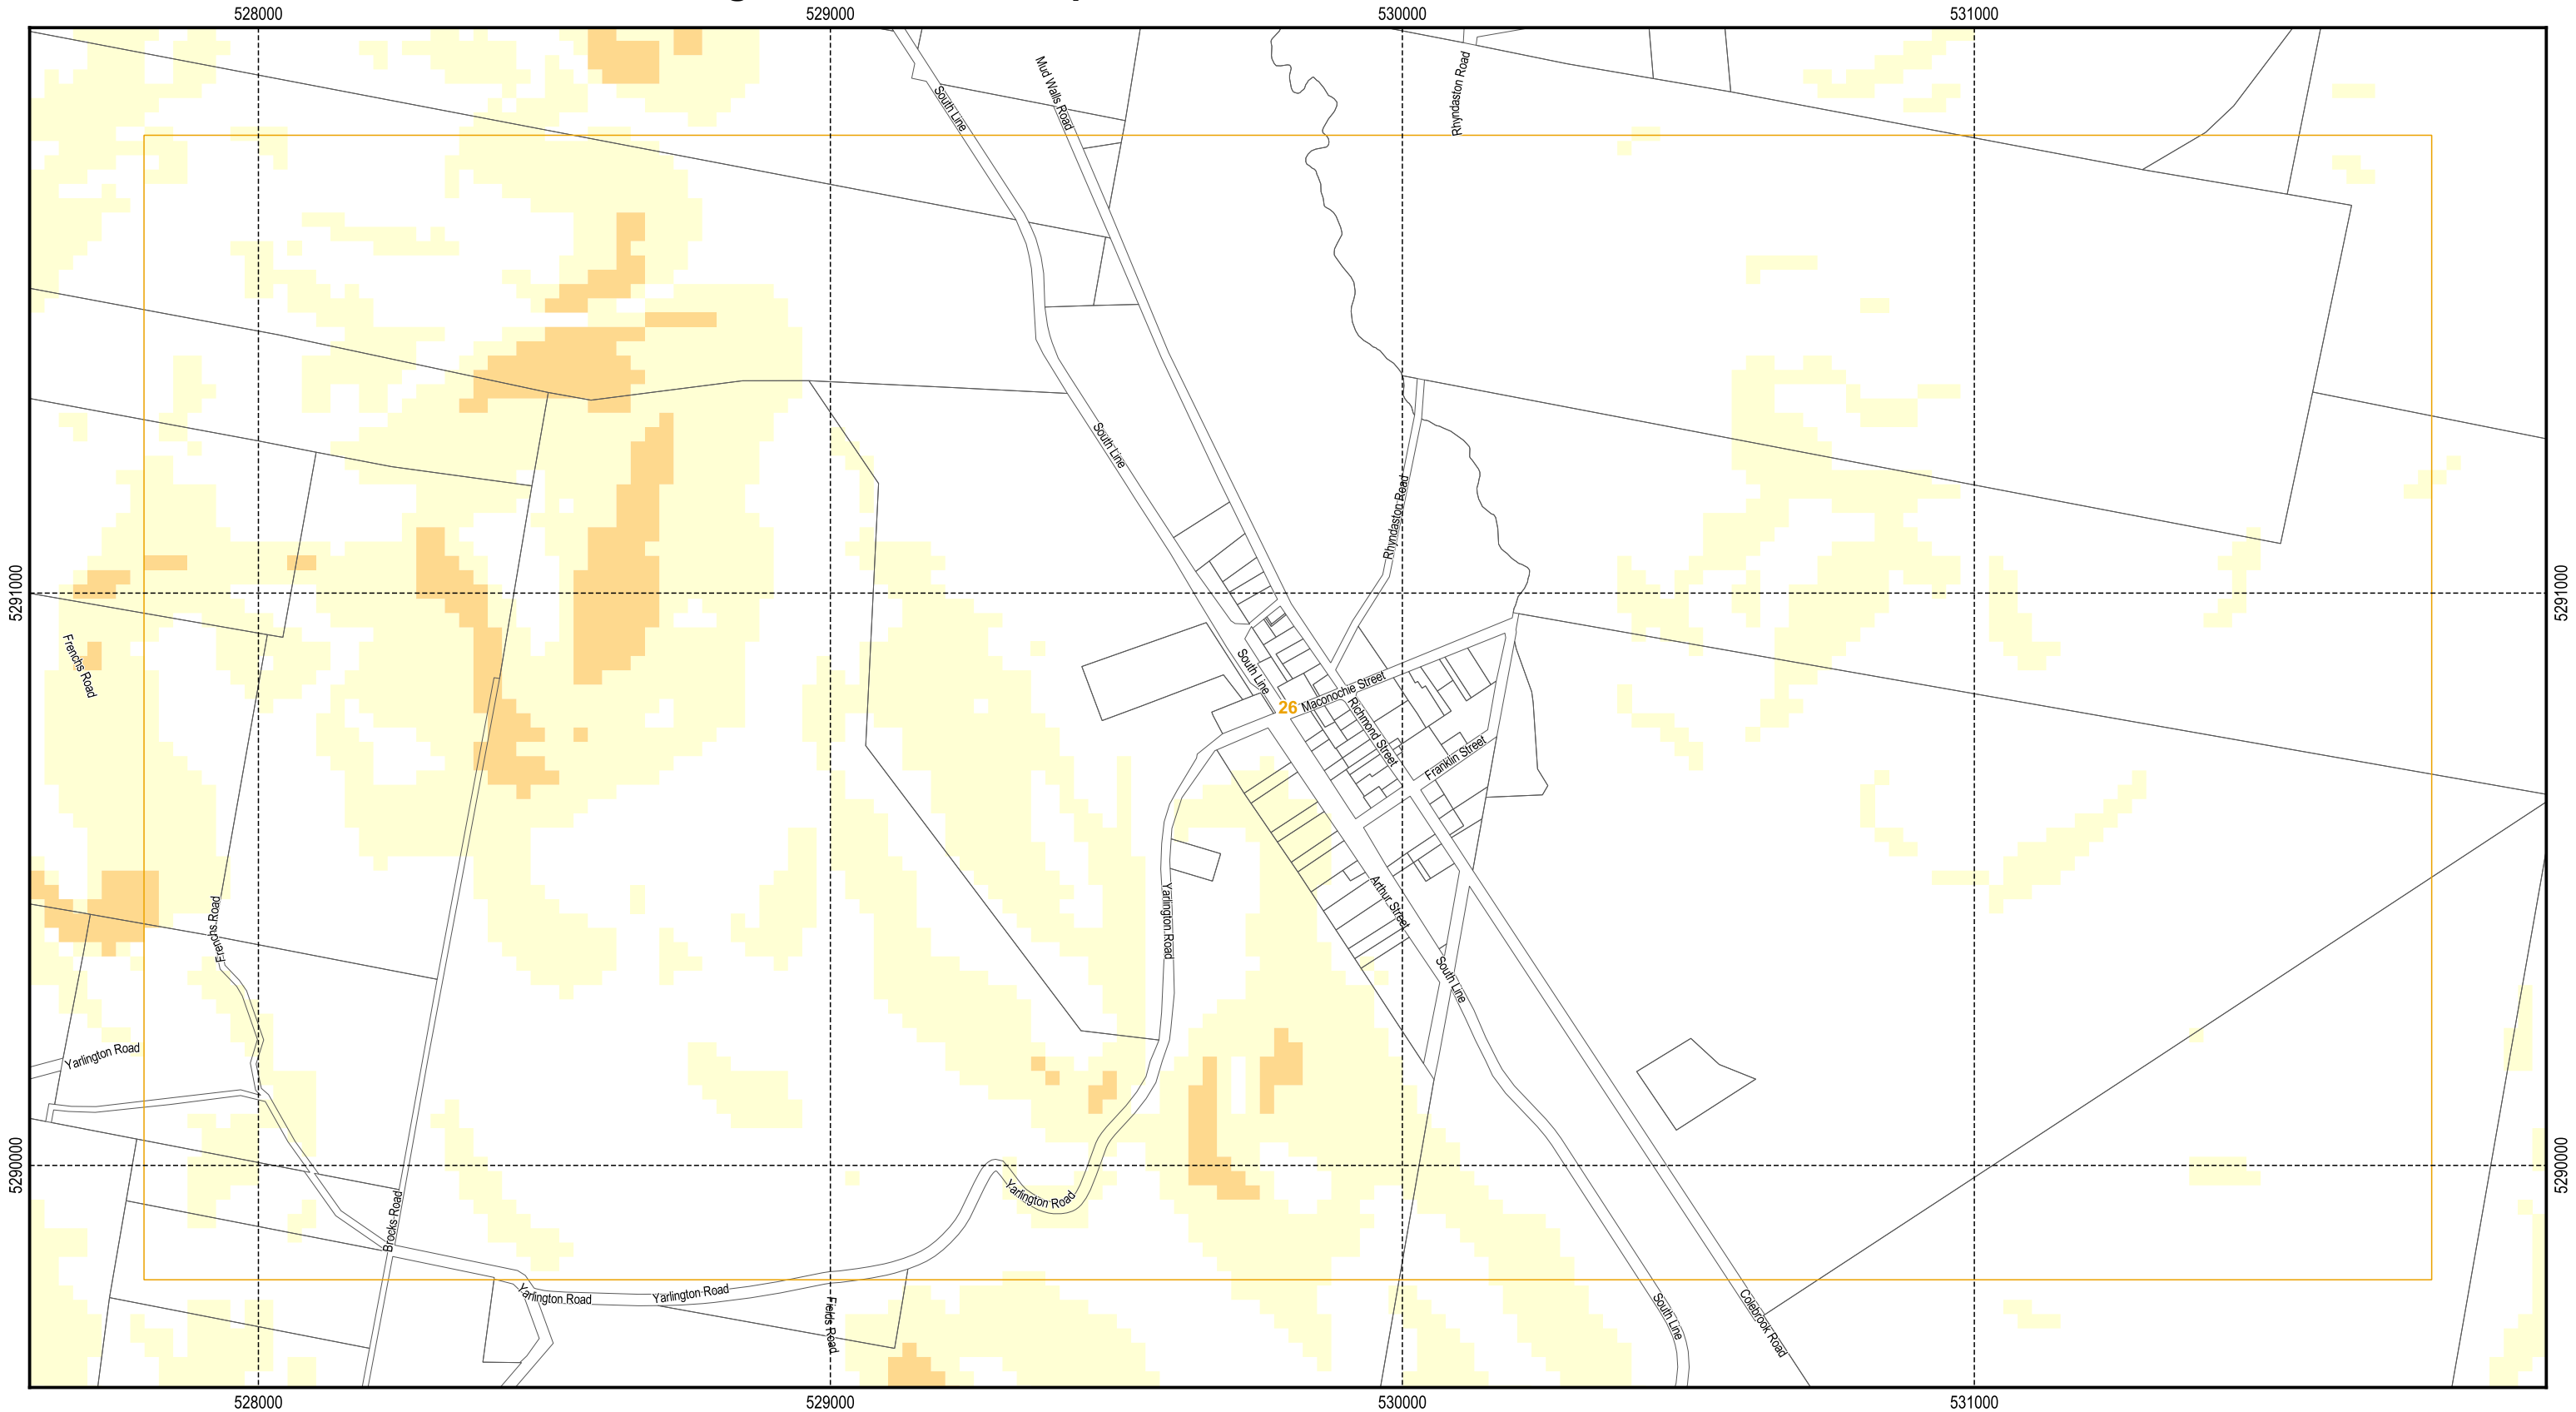 528000
529000
530000
531000
Mud Walls Road
Rhyndaston Road
South Line
South Line
Rhyndaston Road
5291000
5291000
Frenchs Road
South Line
Maconochie Street
26
Richmond Street
Franklin Street
Arthur Street
Frenchs Road
Yarlington Road
South Line
Yarlington Road
5290000
5290000
Yarlington Road
Brocks Road
Yarlington Road
Yarlington Road
Fields Road
South Line
Colebrook Road
528000
529000
530000
531000